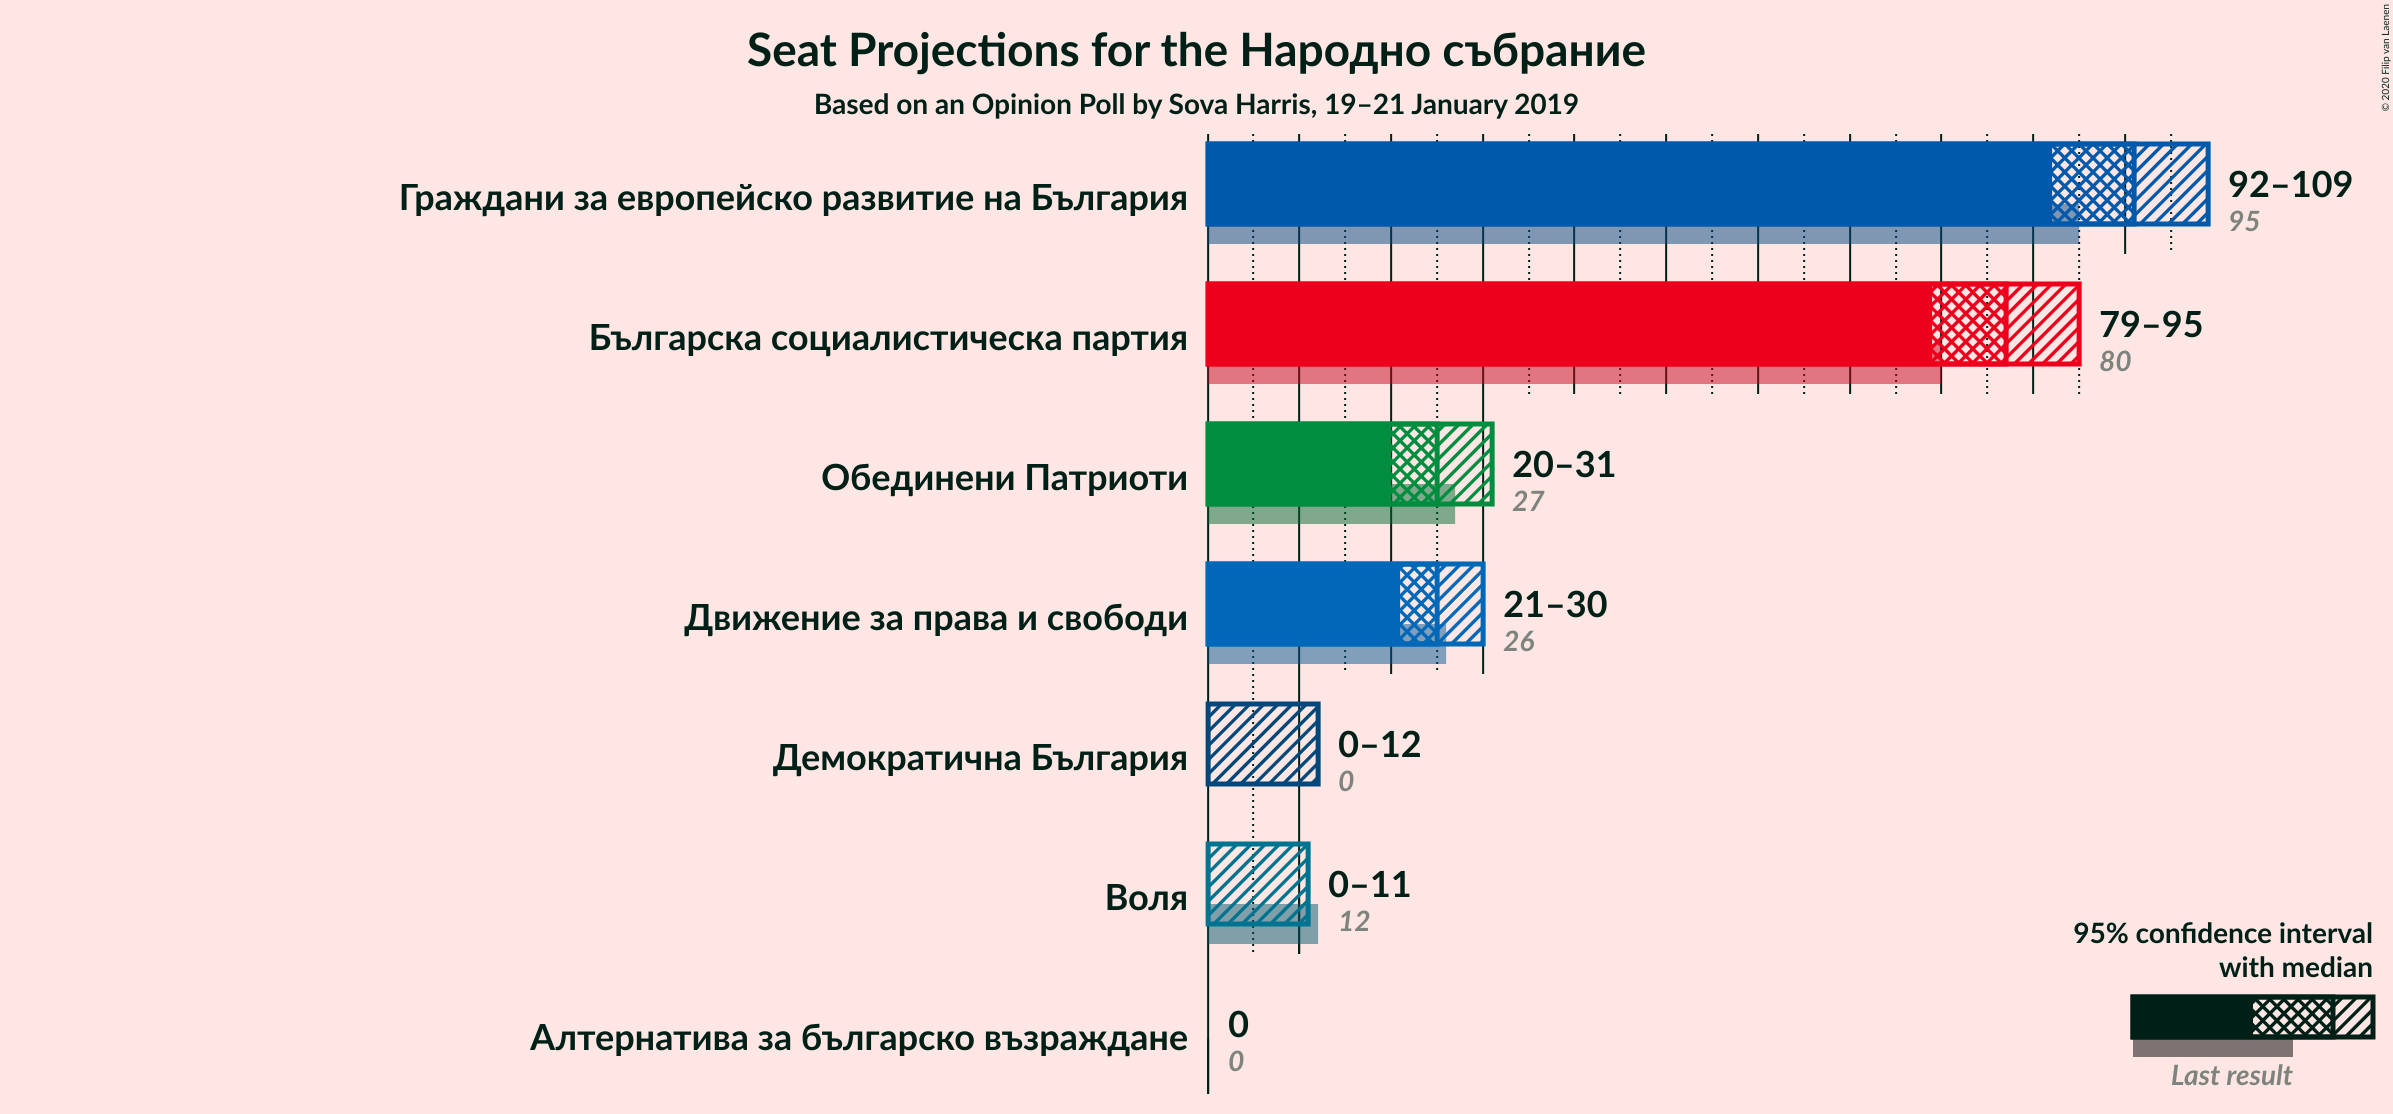 Seat Projections for the Народно събрание
Based on an Opinion Poll by Sova Harris, 19–21 January 2019
© 2020 Filip van Laenen
Граждани за европейско развитие на България
92–109
95
Българска социалистическа партия
79–95
80
Обединени Патриоти
20–31
27
Движение за права и свободи
21–30
26
Демократична България
0–12
0
Воля
0–11
12
Алтернатива за българско възраждане
0
0
95% confidence interval
with median
Last result